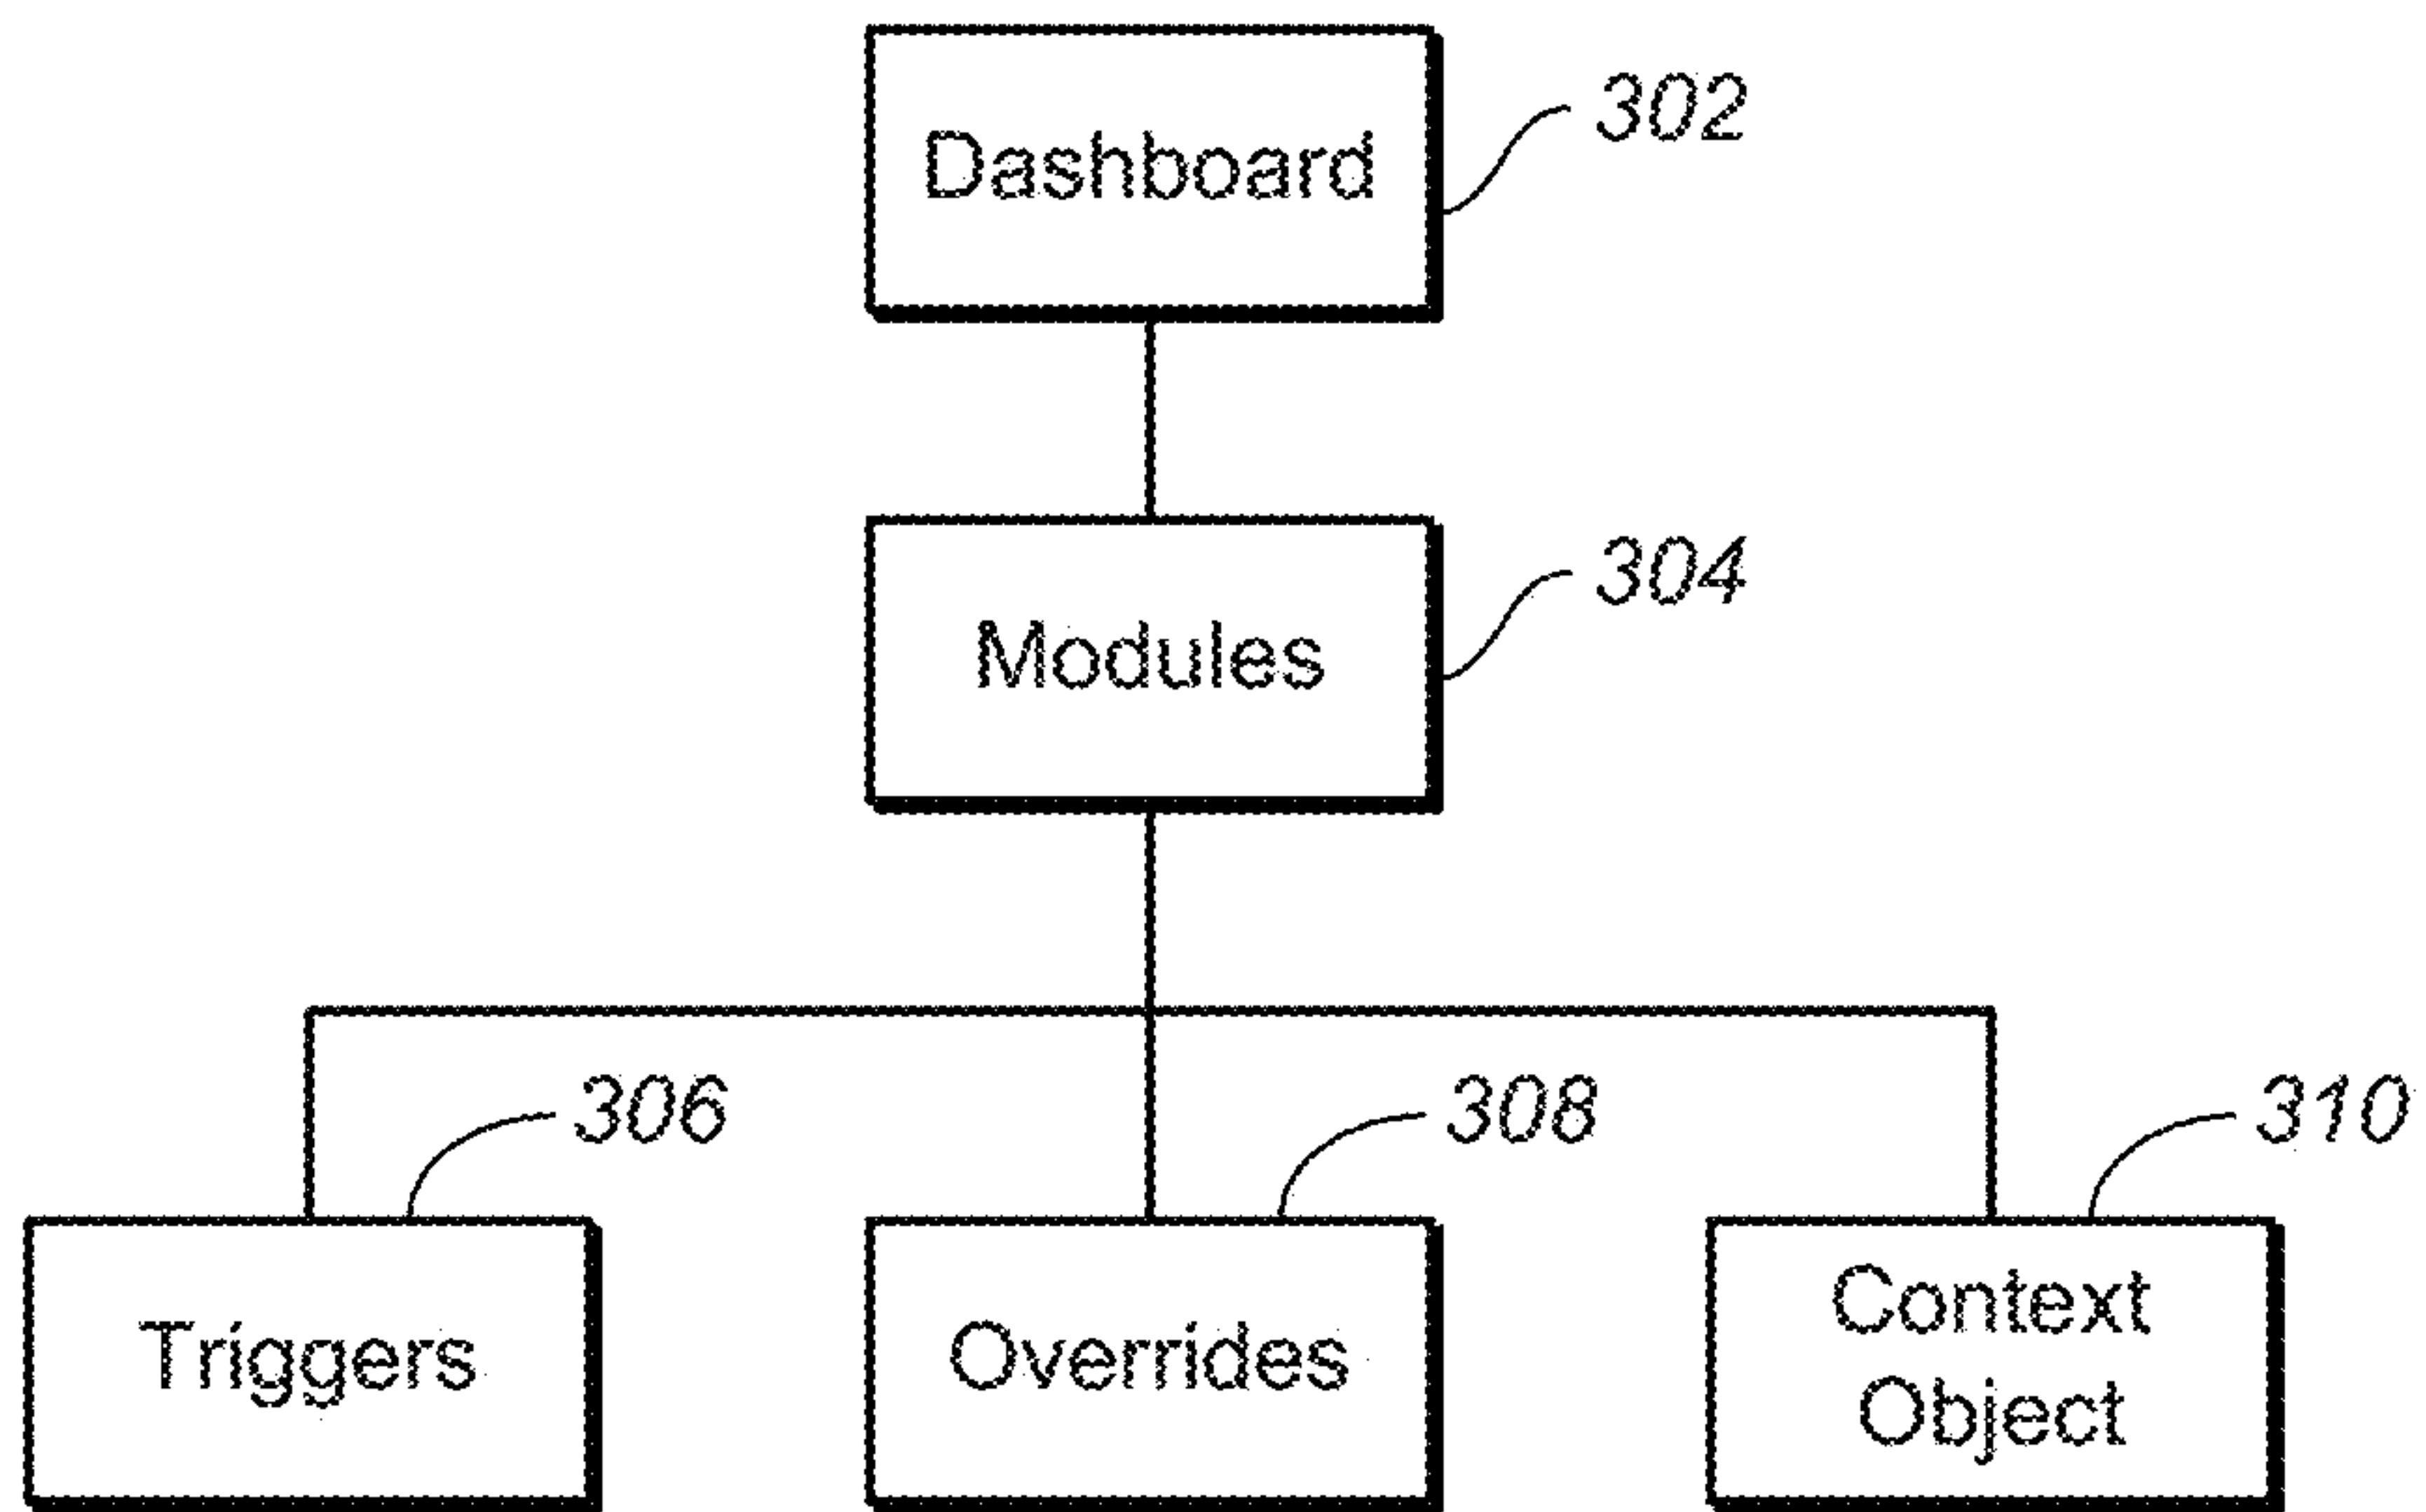 Dashboard
302
Modules
304
306
308
310
Triggers
Overrides
Context
Object